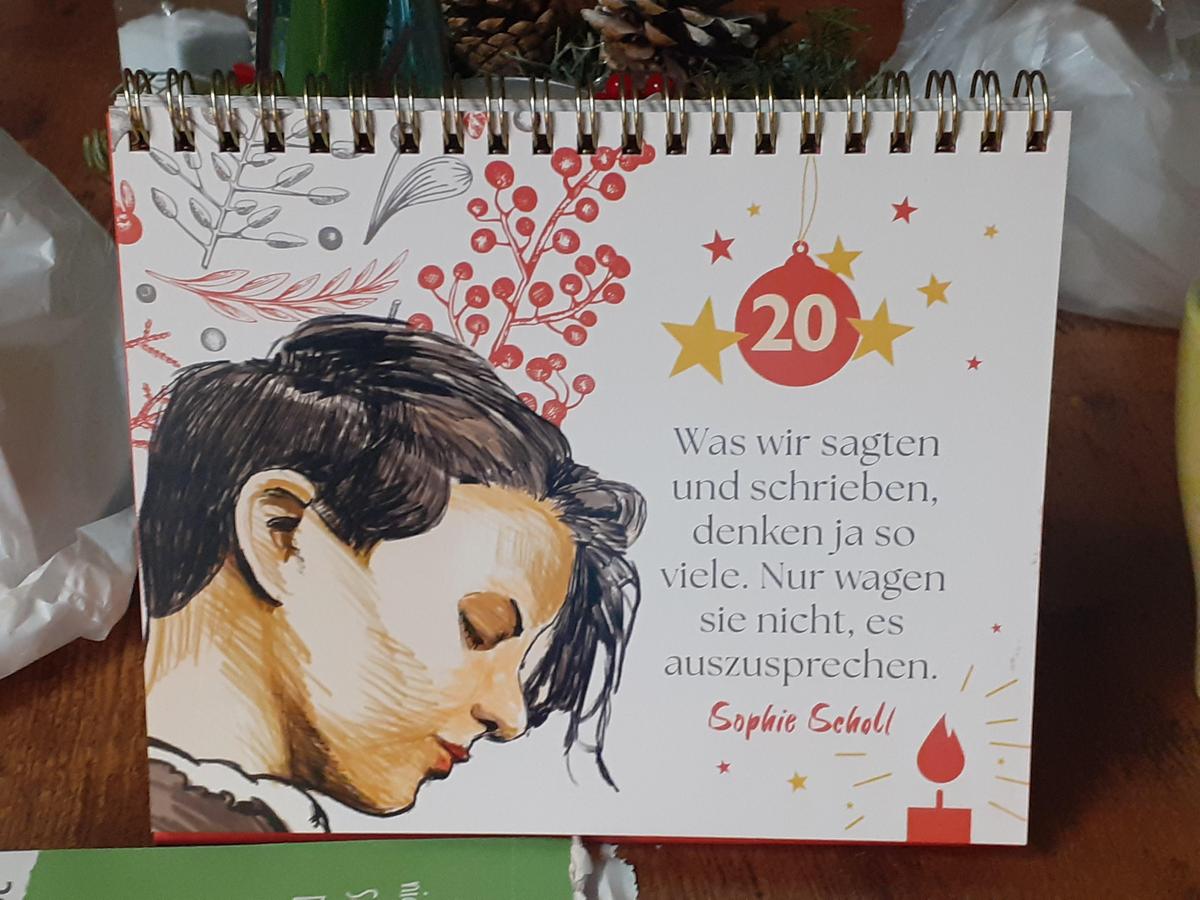 20
Was wir sagten
und schrieben,
denken ja so
viele. Nur wagen
sie nicht, es
auszusprechen.
Sophie Scholl